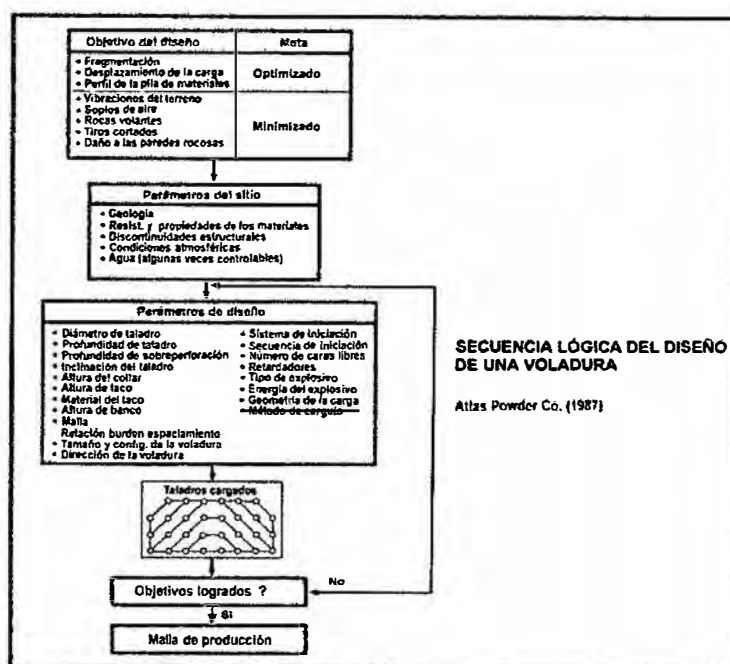 Objetivo del diseño
Meta
• Fragmentación
• Desplazamiento de la carga
• Perfil de la pila de materiales
Optimizado
• Vibraciones del terreno
• Soplos de aire
• Rocas volantes
• Tiros cortados
• Daño a las paredes rocosas
Minimizado
Parámetros del sitio
• Geología
• Resist. y propiedades de los materiales
• Discontinuidades estructurales
• Condiciones atmosféricas
• Agua (algunas veces controlables)
Parámetros de diseño
• Diámetro de taladro
• Profundidad de taladro
• Profundidad de sobreperforación
• Inclinación del taladro
• Altura del collar
• Altura de taco
• Material del taco
• Altura de banco
• Malla
Relación burden espaciamiento
• Tamaño y config. de la voladura
• Dirección de la voladura
• Sistema de iniciación
• Secuencia de iniciación
• Número de caras libres
• Retardadores
• Tipo de explosivo
• Energía del explosivo
• Geometría de la carga
• Método de carguío
SECUENCIA LÓGICA DEL DISEÑO
DE UNA VOLADURA
Atlas Powder Co. (1987)
Taladros cargados
Objetivos logrados ?
No
Si
Malla de producción